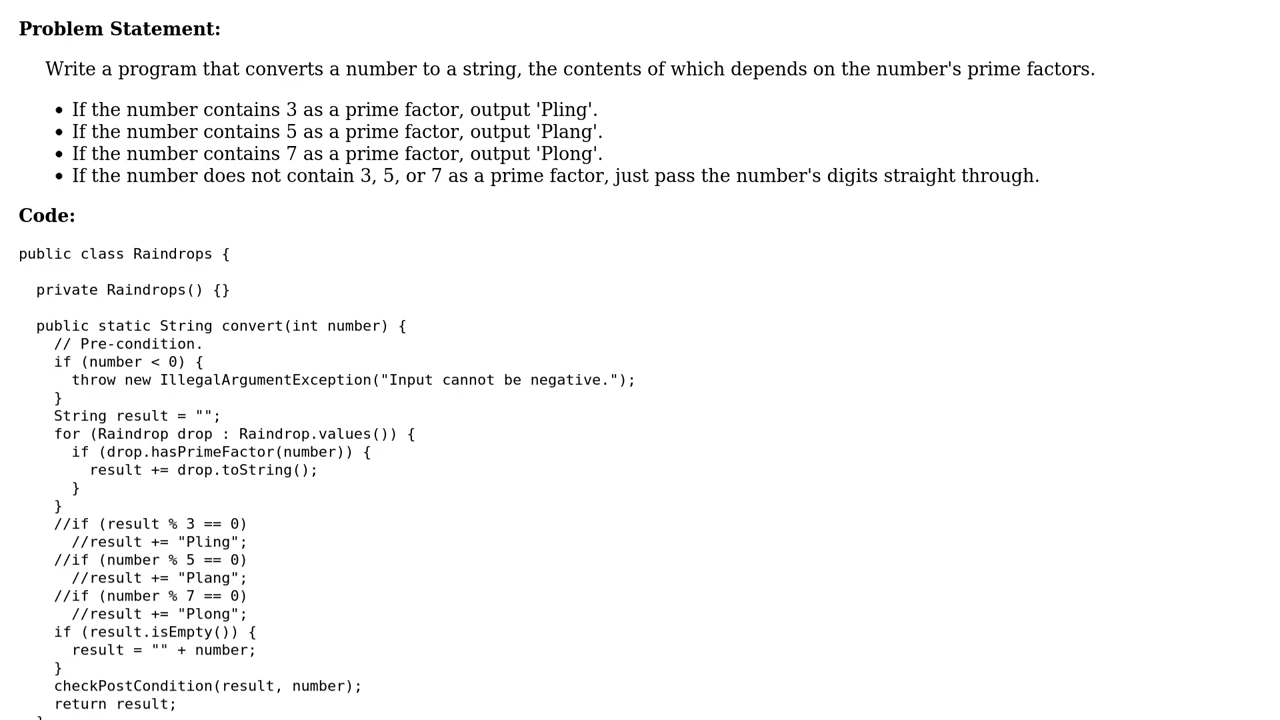 Problem Statement:
Write a program that converts a number to a string, the contents of which depends on the number's prime factors.
• If the number contains 3 as a prime factor, output 'Pling'.
• If the number contains 5 as a prime factor, output 'Plang'.
• If the number contains 7 as a prime factor, output 'Plong'.
• If the number does not contain 3, 5, or 7 as a prime factor, just pass the number's digits straight through.
Code:
public class Raindrops {
  private Raindrops() {}
  public static String convert(int number) {
    // Pre-condition.
    if (number < 0) {
      throw new IllegalArgumentException("Input cannot be negative.");
    }
    String result = "";
    for (Raindrop drop : Raindrop.values()) {
      if (drop.hasPrimeFactor(number)) {
        result += drop.toString();
      }
    }
    //if (result % 3 == 0)
      //result += "Pling";
    //if (number % 5 == 0)
      //result += "Plang";
    //if (number % 7 == 0)
      //result += "Plong";
    if (result.isEmpty()) {
      result = "" + number;
    }
    checkPostCondition(result, number);
    return result;